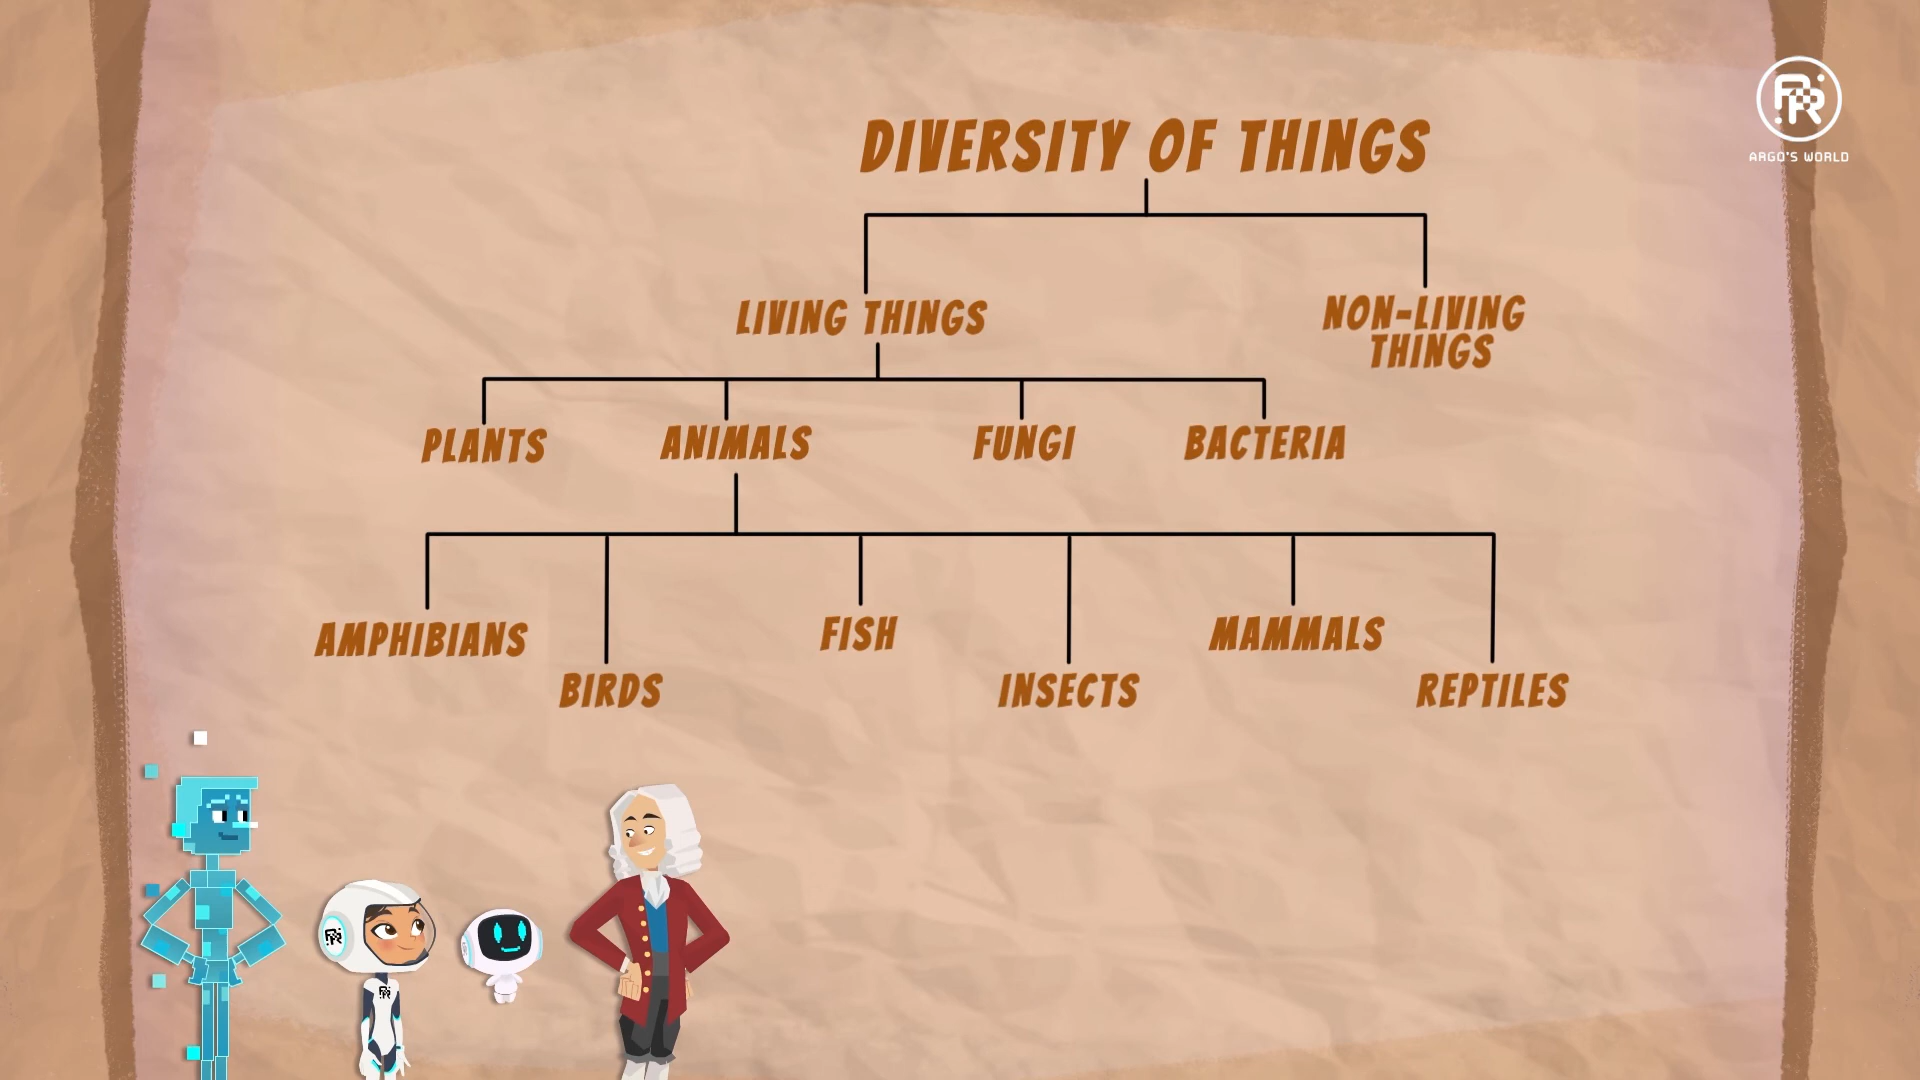 DIVERSITY OF THINGS
ARGO'S WORLD
LIVING THINGS
NON-LIVING
THINGS
PLANTS
ANIMALS
FUNGI
BACTERIA
AMPHIBIANS
BIRDS
FISH
INSECTS
MAMMALS
REPTILES